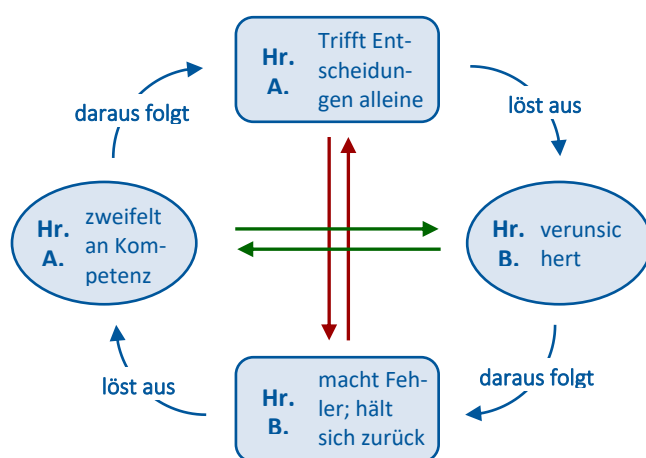 Hr.
A.
Trifft Ent-
scheidun-
gen alleine
daraus folgt
löst aus
Hr.
A.
zweifelt
an Kom-
petenz
Hr.
B.
verunsic
hert
löst aus
daraus folgt
Hr.
B.
macht Feh-
ler; hält
sich zurück